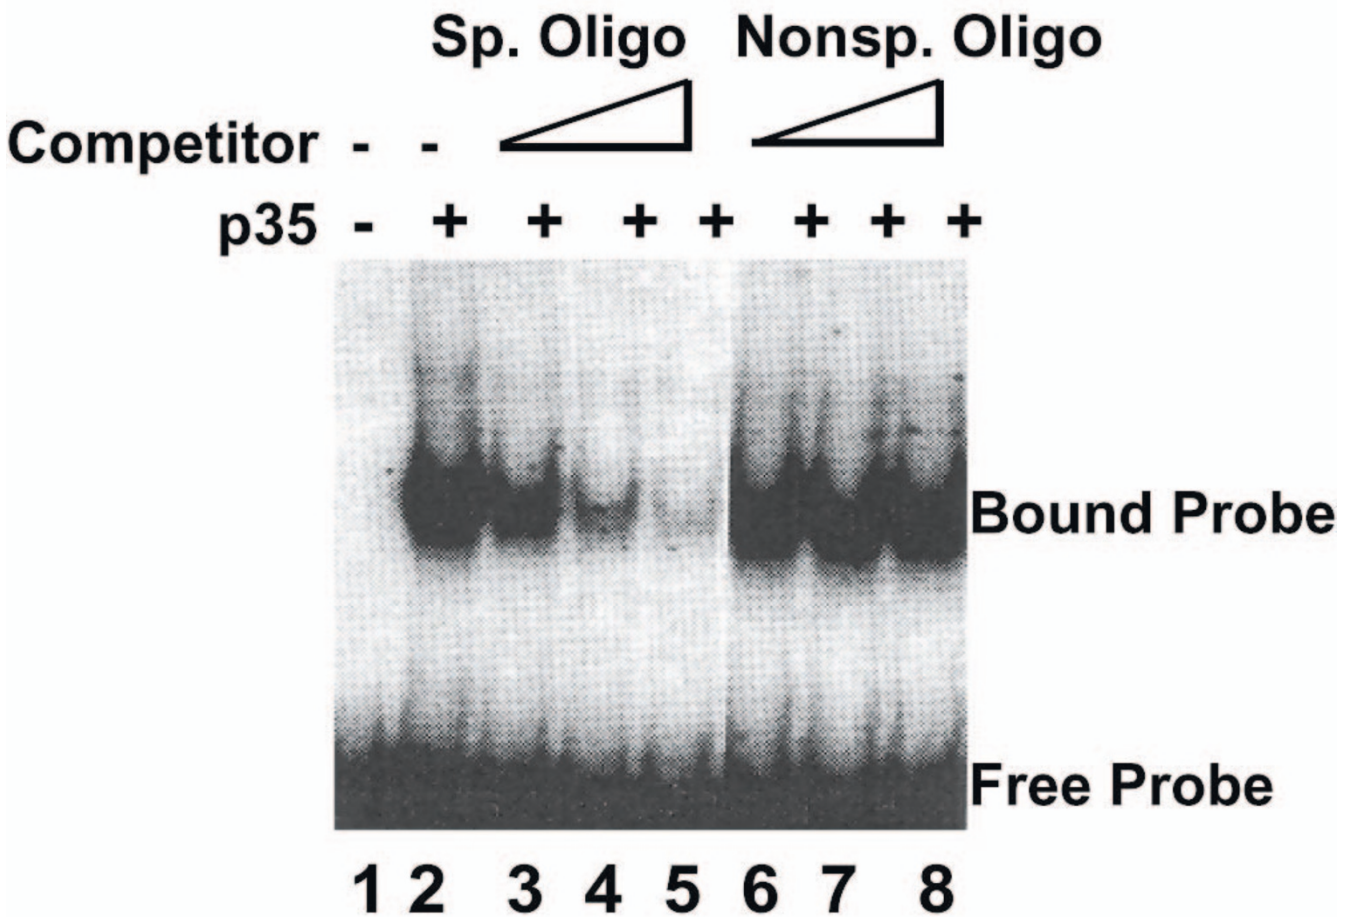 Sp. Oligo Nonsp. Oligo
Competitor - -
p35 - + + + + + + +
Bound Probe
Free Probe
1 2 3 4 5 6 7 8